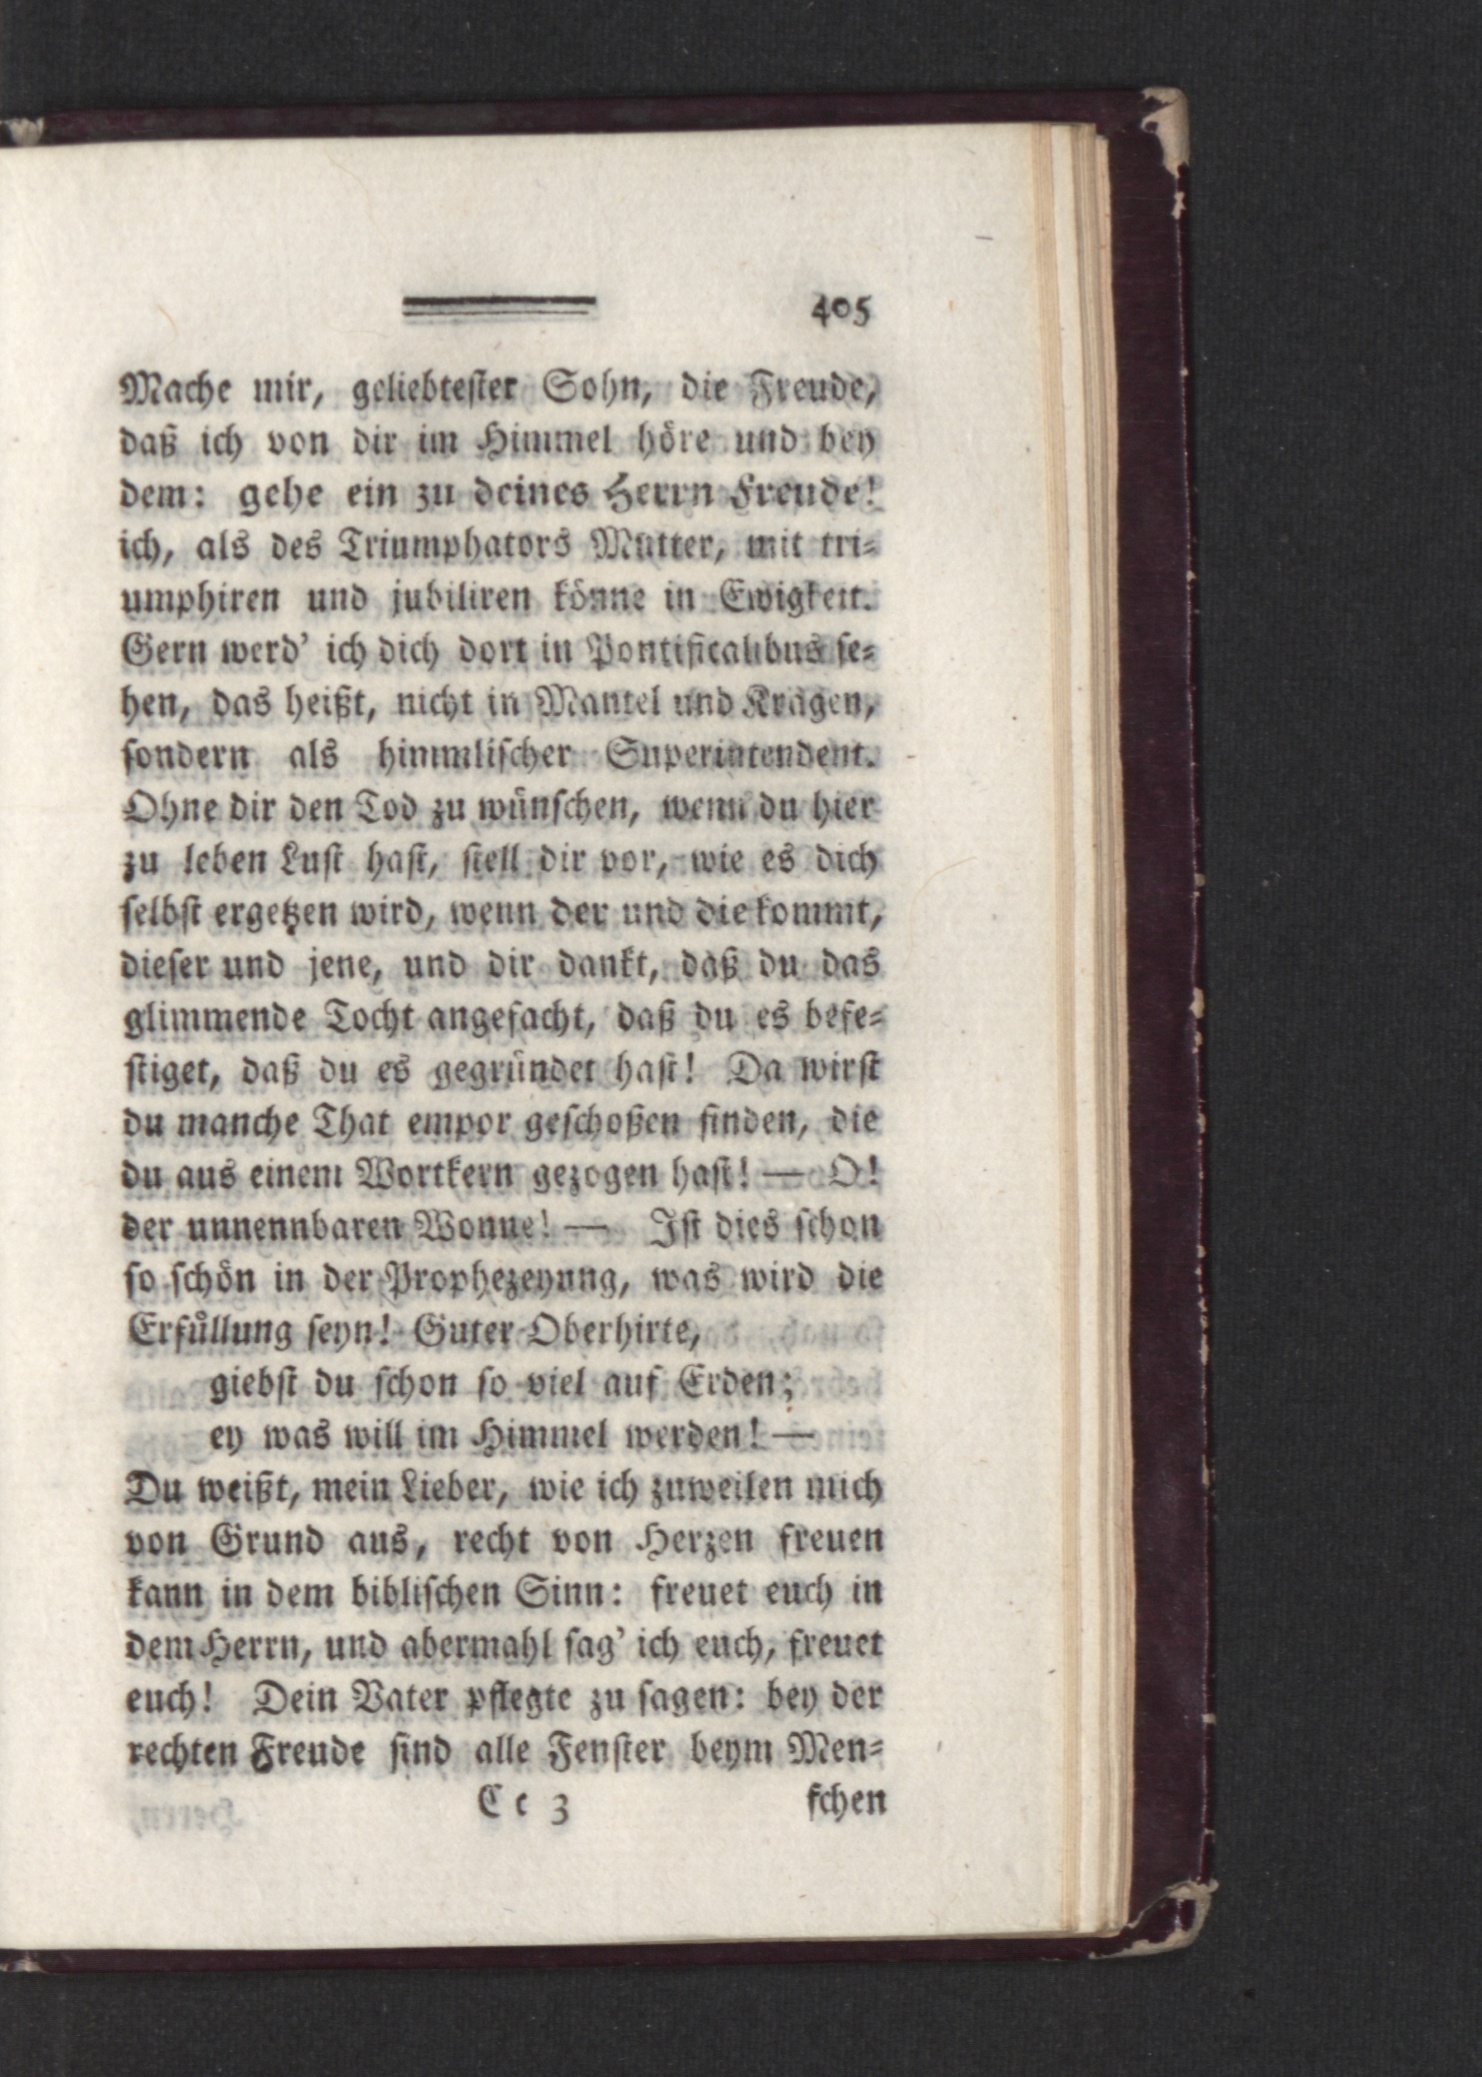 405
Mache mir, geliebtester Sohn, die Freude,
daß ich von dir im Himmel höre und bey
dem: gehe ein zu deines Herrn Freude!
ich, als des Triumphators Mutter, mit tri-
umphiren und jubiliren könne in Ewigkeit.
Gern werd' ich dich dort in Pontificalibus se-
hen, das heißt, nicht in Mantel und Kragen,
sondern als himmlischer Superintendent.
Ohne dir den Tod zu wünschen, wenn du hier
zu leben Lust hast, stell dir vor, wie es dich
selbst ergetzen wird, wenn der und die kommt,
dieser und jene, und dir dankt, daß du das
glimmende Tocht angefacht, daß du es befe-
stiget, daß du es gegründet hast! Da wirst
du manche That empor geschoßen finden, die
du aus einem Wortkern gezogen hast! — O!
der unnennbaren Wonne! — Ist dies schon
so schön in der Prophezeyung, was wird die
Erfüllung seyn! Guter Oberhirte,
giebst du schon so viel auf Erden;
ey was will im Himmel werden! —
Du weißt, mein Lieber, wie ich zuweilen mich
von Grund aus, recht von Herzen freuen
kann in dem biblischen Sinn: freuet euch in
dem Herrn, und abermahl sag' ich euch, freuet
euch! Dein Vater pflegte zu sagen: bey der
rechten Freude sind alle Fenster beym Men-
C c 3 schen